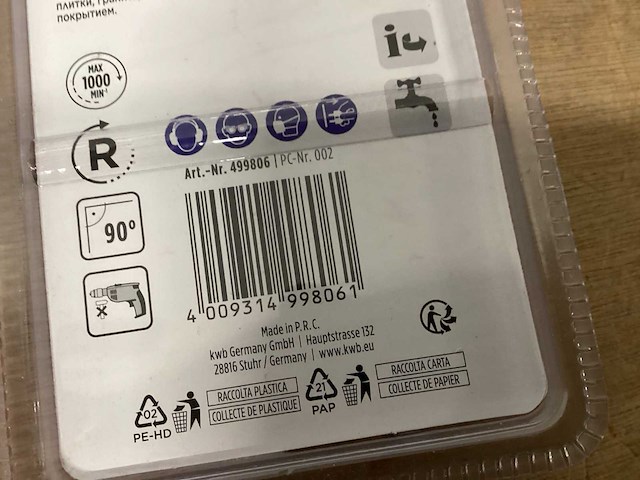 плитки,
покрытием.
MAX
1000
MIN⁻¹
R
90°
i
Art.-Nr. 499806 | PC-Nr. 002
4 009314 998061
Made in P.R.C.
kwb Germany GmbH | Hauptstrasse 132
28816 Stuhr / Germany | www.kwb.eu
02
PE-HD
RACCOLTA PLASTICA
COLLECTE DE PLASTIQUE
21
PAP
RACCOLTA CARTA
COLLECTE DE PAPIER